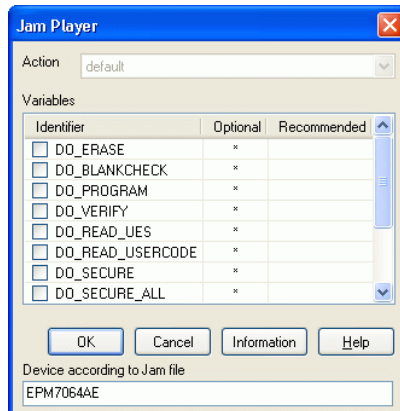 Jam Player
Action default
Variables
Identifier Optional Recommended
DO_ERASE *
DO_BLANKCHECK *
DO_PROGRAM *
DO_VERIFY *
DO_READ_UES *
DO_READ_USERCODE *
DO_SECURE *
DO_SECURE_ALL *
OK Cancel Information Help
Device according to Jam file
EPM7064AE